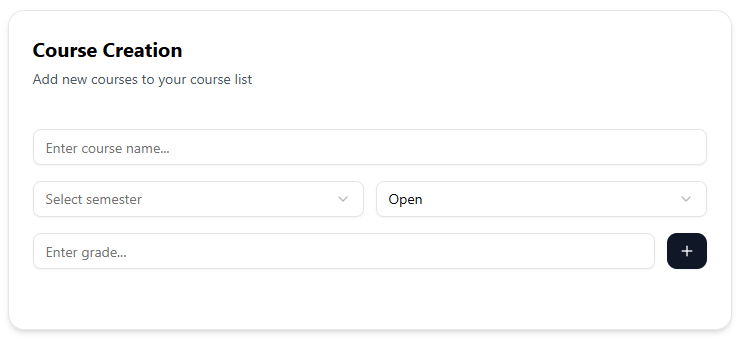 Course Creation
Add new courses to your course list
Enter course name...
Select semester
Open
Enter grade...